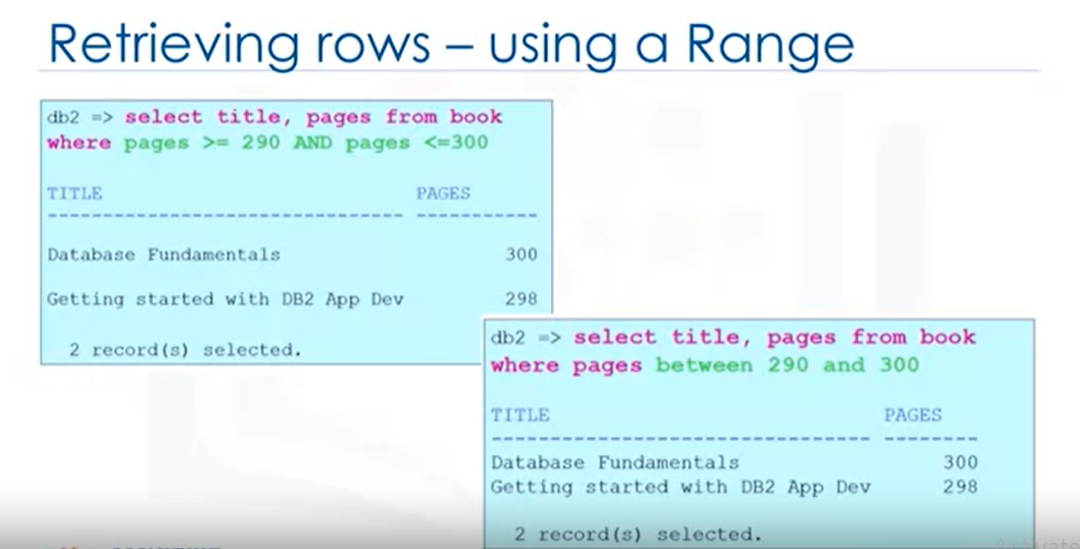 Retrieving rows – using a Range
db2 => select title, pages from book
where pages >= 290 AND pages <=300
TITLE PAGES
-------------------------------- -----------
Database Fundamentals 300
Getting started with DB2 App Dev 298
2 record(s) selected.
db2 => select title, pages from book
where pages between 290 and 300
TITLE PAGES
-------------------------------- --------
Database Fundamentals 300
Getting started with DB2 App Dev 298
2 record(s) selected.
Activate